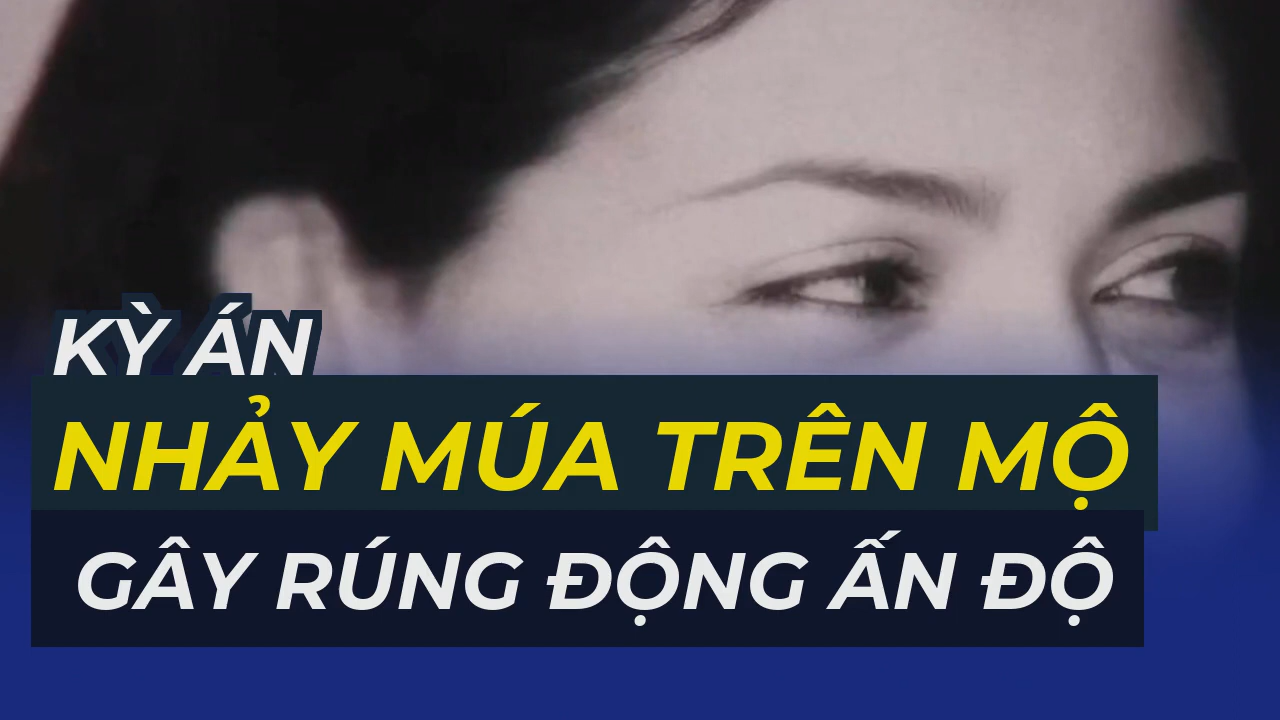 KỲ ÁN
NHẢY MÚA TRÊN MỘ
GÂY RÚNG ĐỘNG ẤN ĐỘ